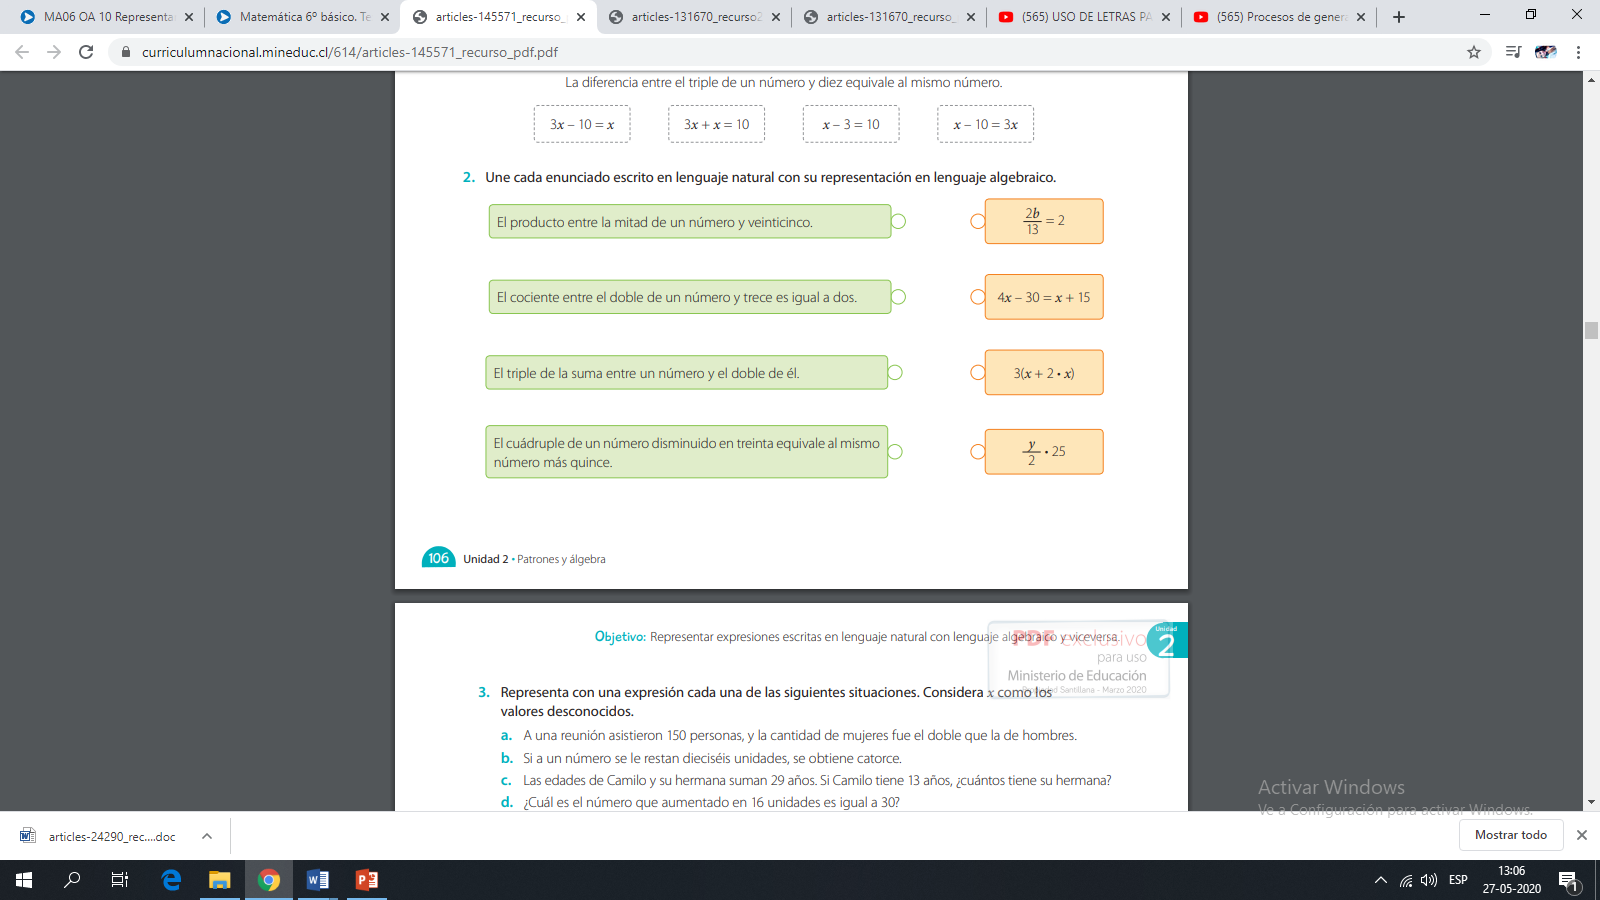 MA06 OA 10 Representa
Matemática 6º básico. Te
articles-145571_recurso_
articles-131670_recurso2
articles-131670_recurso_
(565) USO DE LETRAS PA
(565) Procesos de genera
curriculumnacional.mineduc.cl/614/articles-145571_recurso_pdf.pdf
La diferencia entre el triple de un número y diez equivale al mismo número.
3x – 10 = x
3x + x = 10
x – 3 = 10
x – 10 = 3x
2. Une cada enunciado escrito en lenguaje natural con su representación en lenguaje algebraico.
El producto entre la mitad de un número y veinticinco.
2b/13 = 2
El cociente entre el doble de un número y trece es igual a dos.
4x – 30 = x + 15
El triple de la suma entre un número y el doble de él.
3(x + 2 • x)
El cuádruple de un número disminuido en treinta equivale al mismo
número más quince.
y/2 • 25
106 Unidad 2 • Patrones y álgebra
Objetivo: Representar expresiones escritas en lenguaje natural con lenguaje algebraico y viceversa.
Unidad
2
PDF exclusivo
para uso
Ministerio de Educación
Santillana - Marzo 2020
3. Representa con una expresión cada una de las siguientes situaciones. Considera x como los
valores desconocidos.
a. A una reunión asistieron 150 personas, y la cantidad de mujeres fue el doble que la de hombres.
b. Si a un número se le restan dieciséis unidades, se obtiene catorce.
c. Las edades de Camilo y su hermana suman 29 años. Si Camilo tiene 13 años, ¿cuántos tiene su hermana?
d. ¿Cuál es el número que aumentado en 16 unidades es igual a 30?
Activar Windows
Ve a Configuración para activar Windows.
articles-24290_rec....doc
Mostrar todo
ESP
13:06
27-05-2020
1